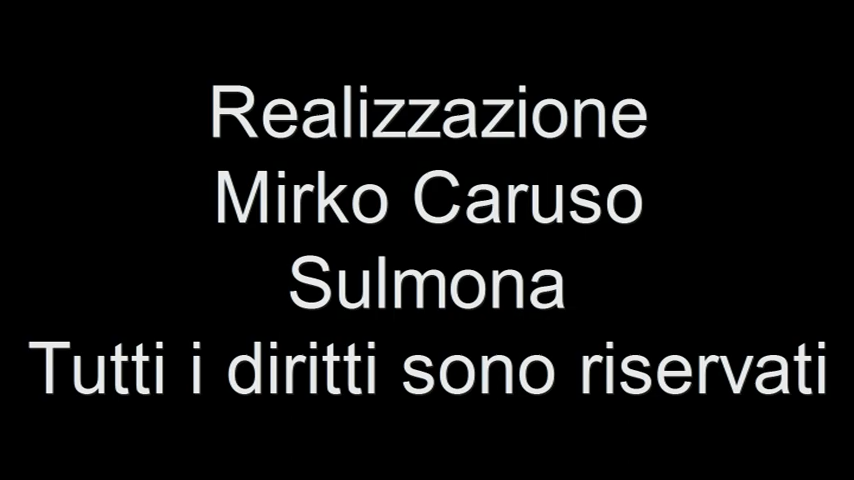 Realizzazione
Mirko Caruso
Sulmona
Tutti i diritti sono riservati